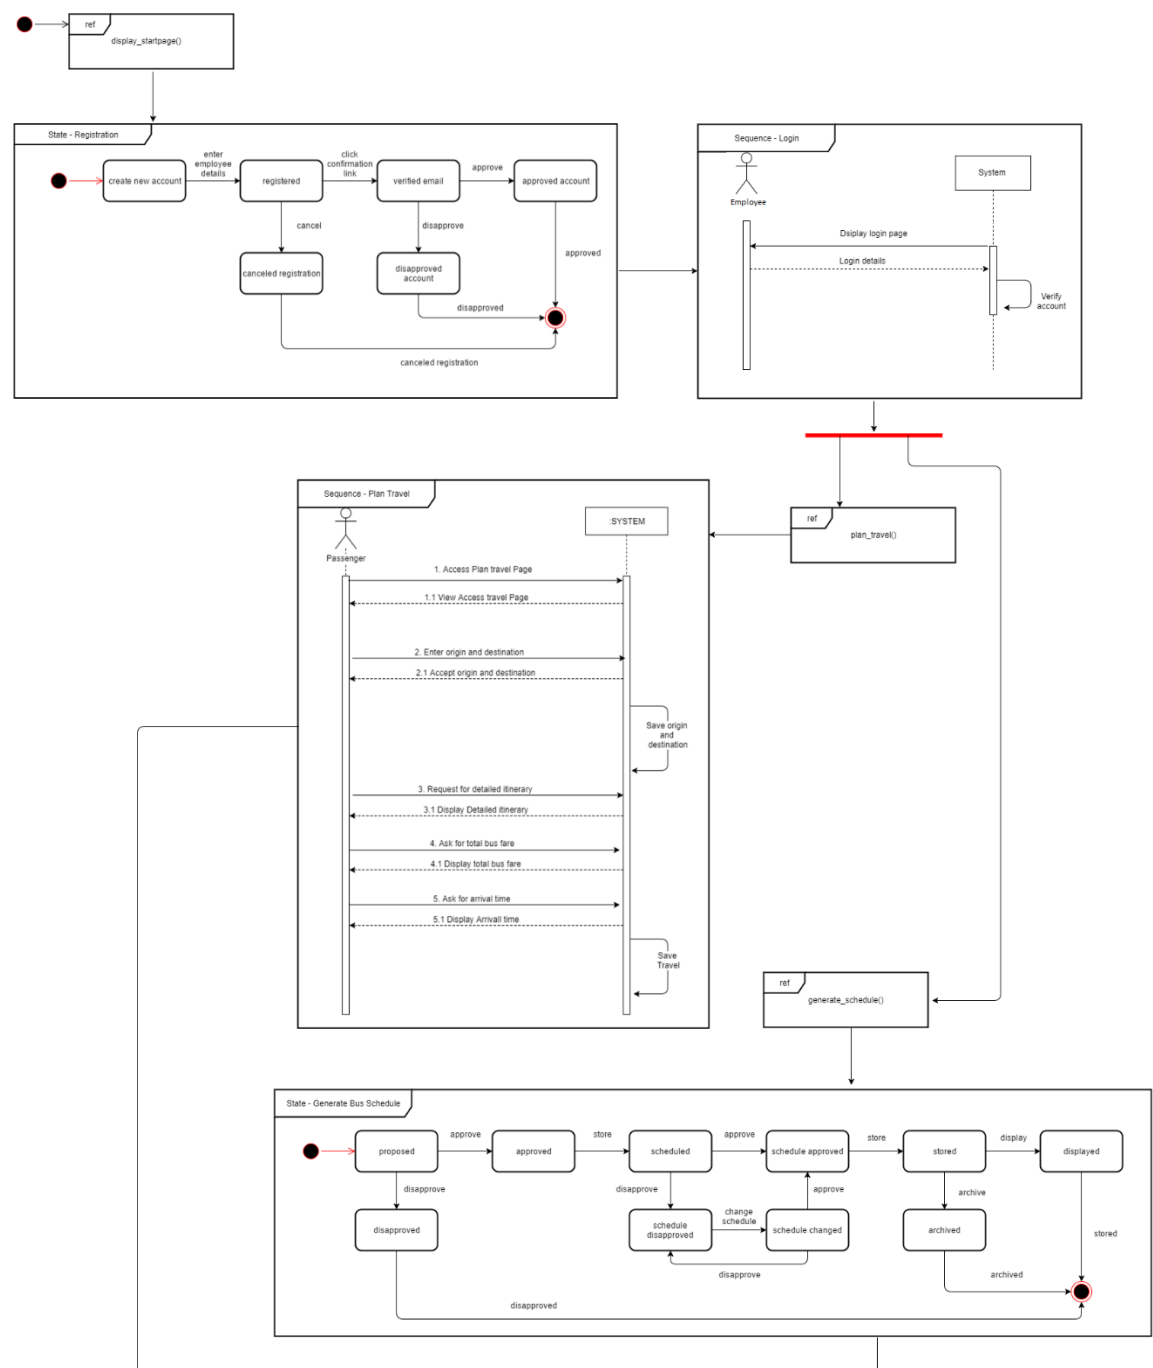 ref
display_startpage()
State - Registration
create new account
enter
employee
details
registered
click
confirmation
link
verified email
approve
approved account
cancel
disapprove
approved
canceled registration
disapproved
account
disapproved
canceled registration
Sequence - Login
Employee
System
Dsiplay login page
Login details
Verify
account
Sequence - Plan Travel
Passenger
:SYSTEM
1. Access Plan travel Page
1.1 View Access travel Page
2. Enter origin and destination
2.1 Accept origin and destination
Save origin
and
destination
3. Request for detailed itinerary
3.1 Display Detailed itinerary
4. Ask for total bus fare
4.1 Display total bus fare
5. Ask for arrival time
5.1 Display Arrivall time
Save
Travel
ref
plan_travel()
ref
generate_schedule()
State - Generate Bus Schedule
proposed
approve
approved
store
scheduled
approve
schedule approved
store
stored
display
displayed
disapprove
disapprove
approve
archive
disapproved
schedule
disapproved
change
schedule
schedule changed
archived
stored
disapprove
archived
disapproved